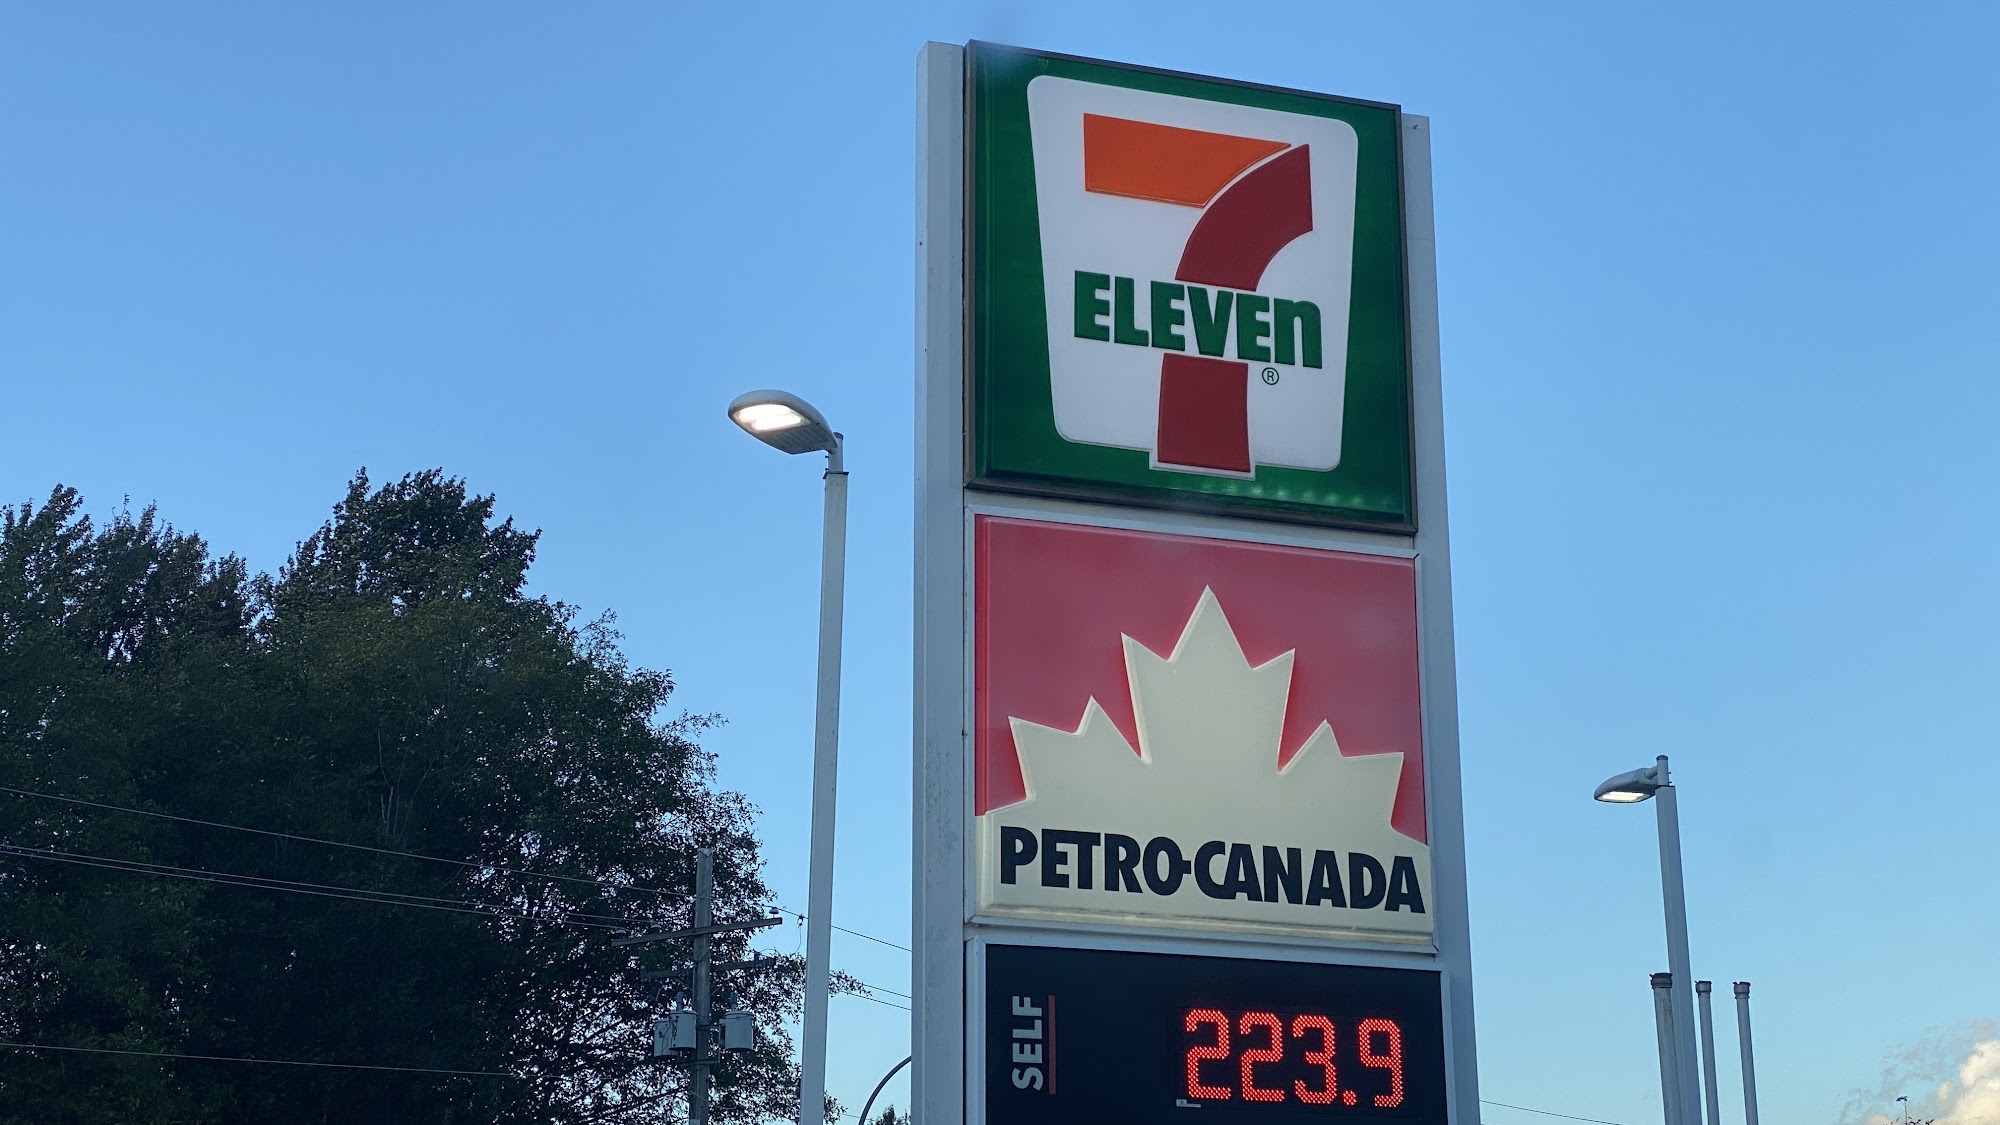 7
ELEVEn
®
PETRO-CANADA
SELF
223.9